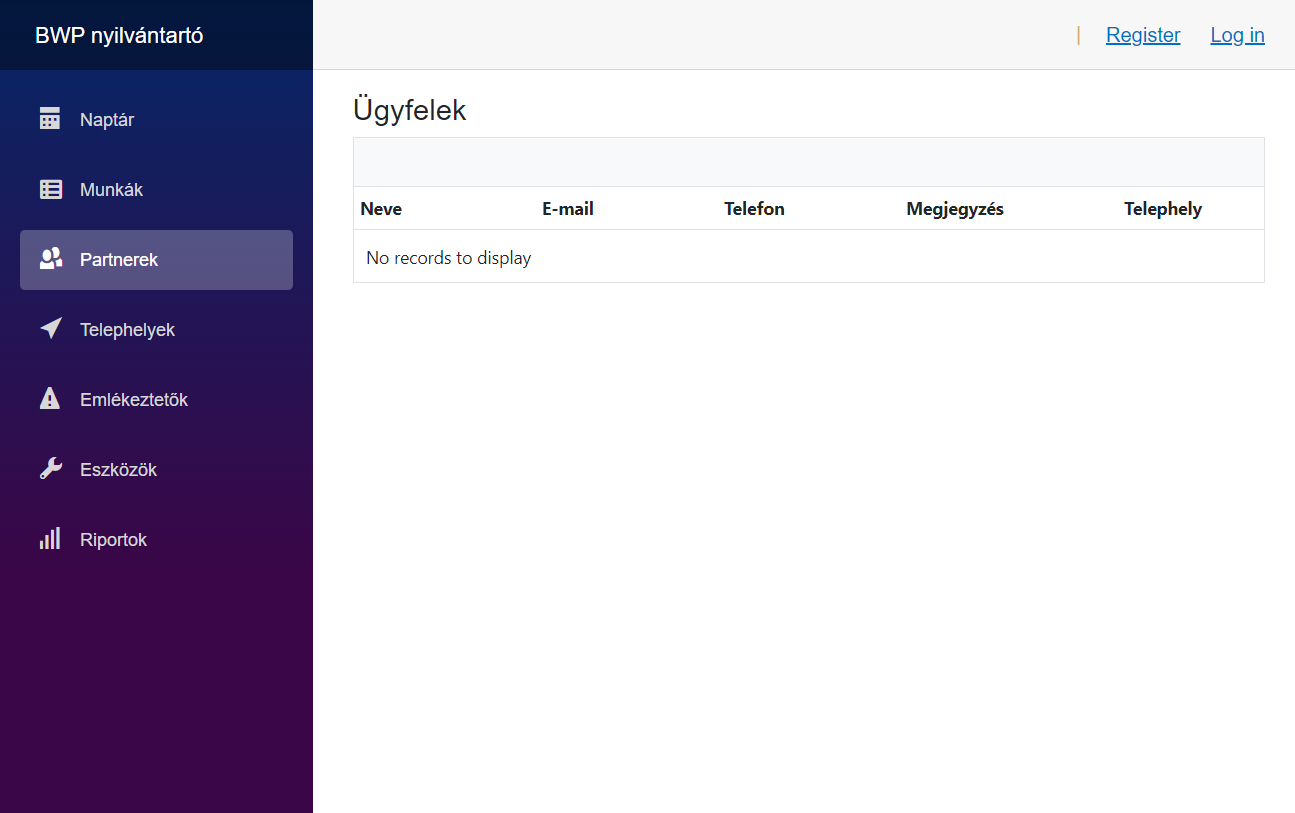 BWP nyilvántartó
| Register Log in
Naptár
Munkák
Partnerek
Telephelyek
Emlékeztetők
Eszközök
Riportok
Ügyfelek
Neve E-mail Telefon Megjegyzés Telephely
No records to display